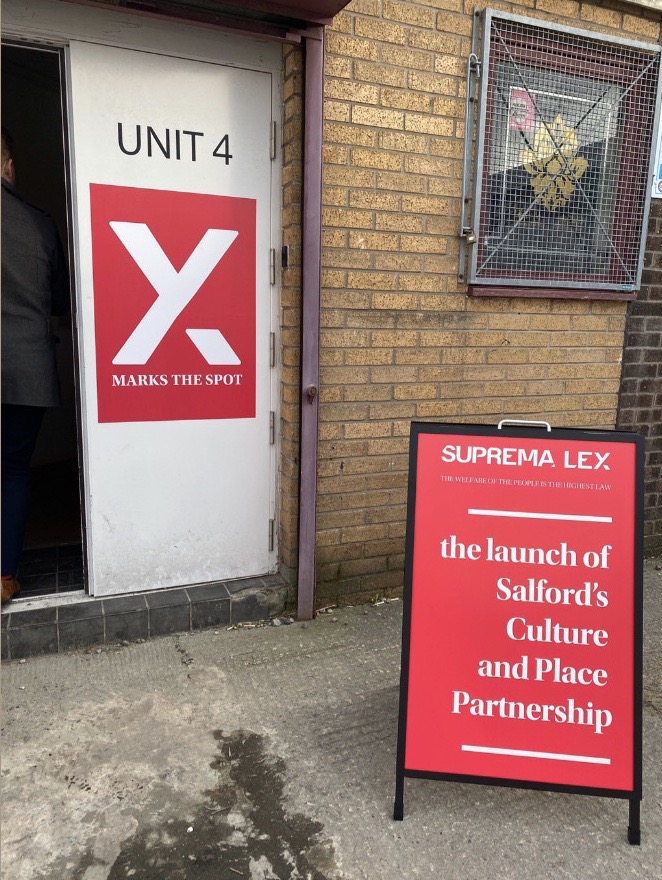 UNIT 4
X
MARKS THE SPOT
SUPREMA LEX
THE WELFARE OF THE PEOPLE IS THE HIGHEST LAW
the launch of
Salford's
Culture
and Place
Partnership